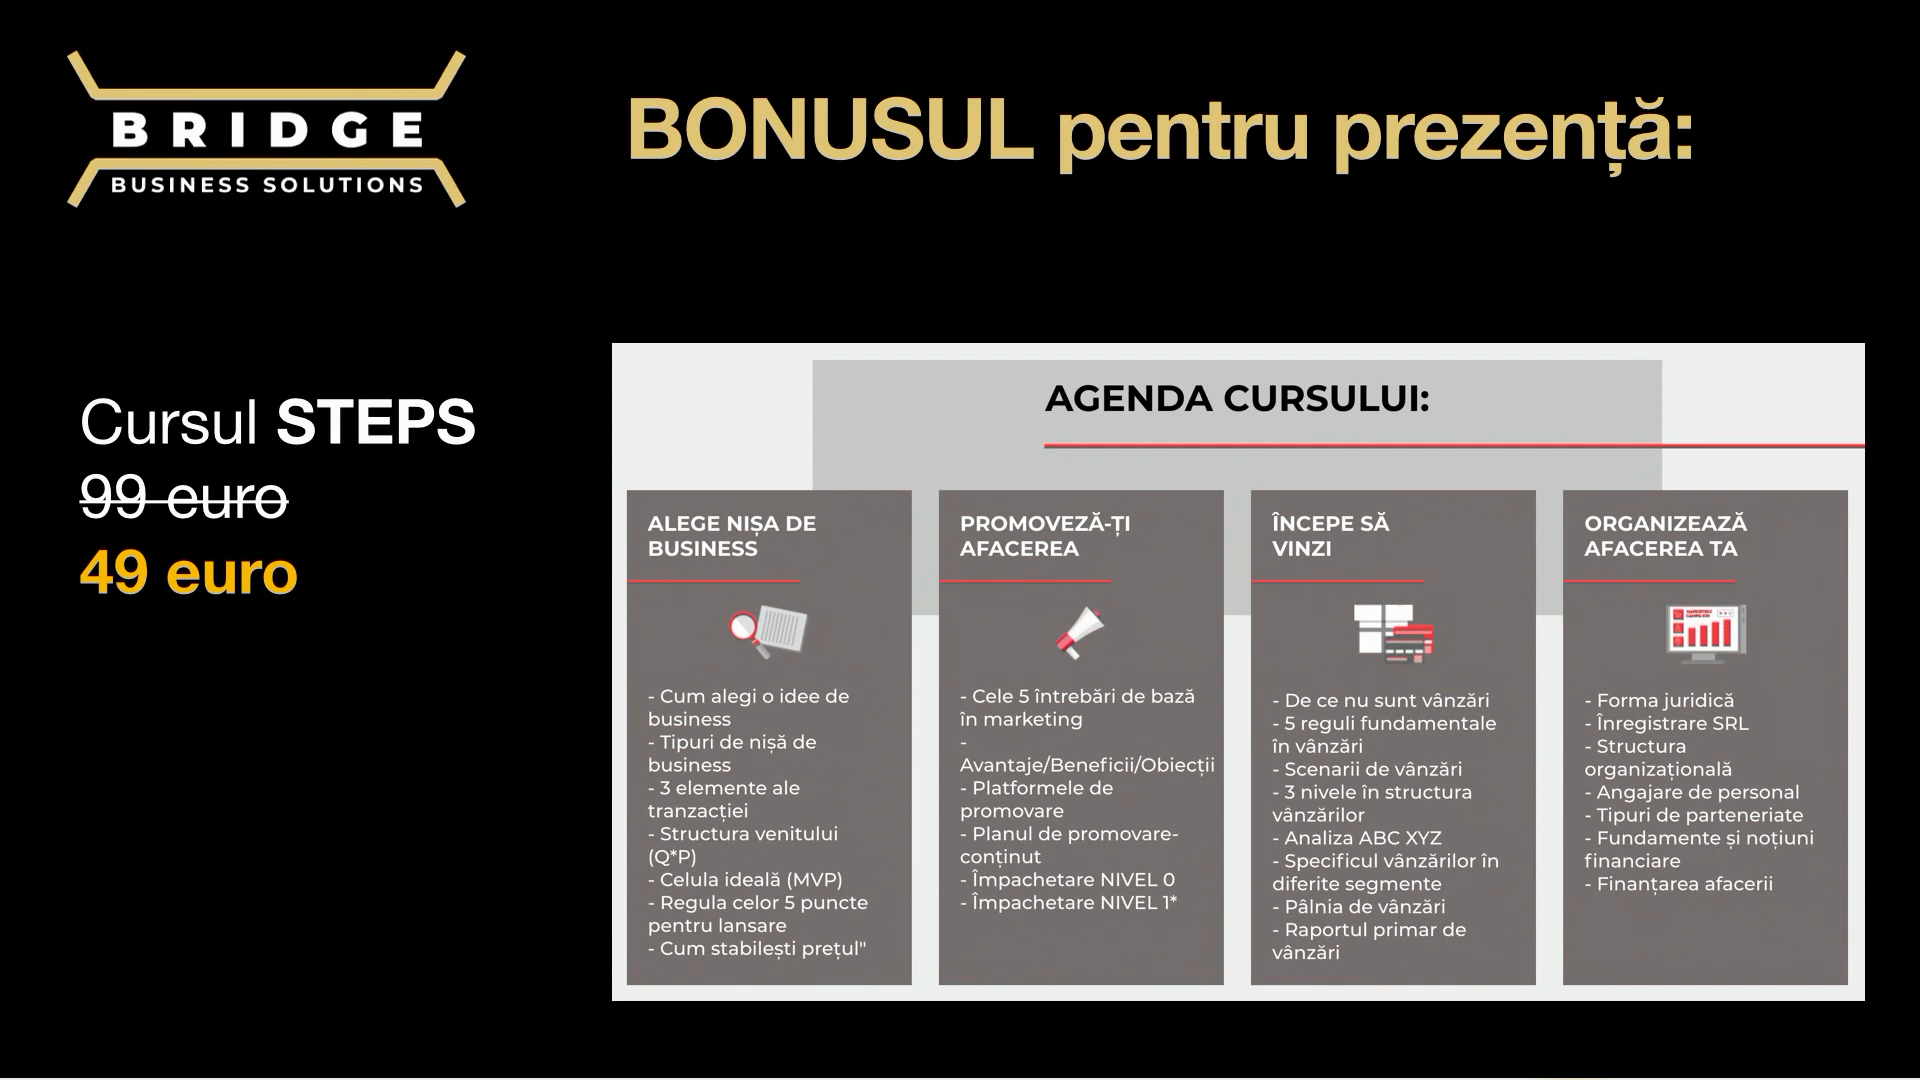 BRIDGE
BUSINESS SOLUTIONS
BONUSUL pentru prezență:
Cursul STEPS
99 euro
49 euro
AGENDA CURSULUI:
ALEGE NIȘA DE
BUSINESS
- Cum alegi o idee de
business
- Tipuri de nișă de
business
- 3 elemente ale
tranzacției
- Structura venitului
(Q*P)
- Celula ideală (MVP)
- Regula celor 5 puncte
pentru lansare
- Cum stabilești prețul"
PROMOVEZĂ-ȚI
AFACEREA
- Cele 5 întrebări de bază
în marketing
-
Avantaje/Beneficii/Obiecții
- Platformele de
promovare
- Planul de promovare-
conținut
- Împachetare NIVEL 0
- Împachetare NIVEL 1*
ÎNCEPE SĂ
VINZI
- De ce nu sunt vânzări
- 5 reguli fundamentale
în vânzări
- Scenarii de vânzări
- 3 nivele în structura
vânzărilor
- Analiza ABC XYZ
- Specificul vânzărilor în
diferite segmente
- Pâlnia de vânzări
- Raportul primar de
vânzări
ORGANIZEAZĂ
AFACEREA TA
MARKETING
CAMPAIGN
- Forma juridică
- Înregistrare SRL
- Structura
organizațională
- Angajare de personal
- Tipuri de parteneriate
- Fundamente și noțiuni
financiare
- Finanțarea afacerii